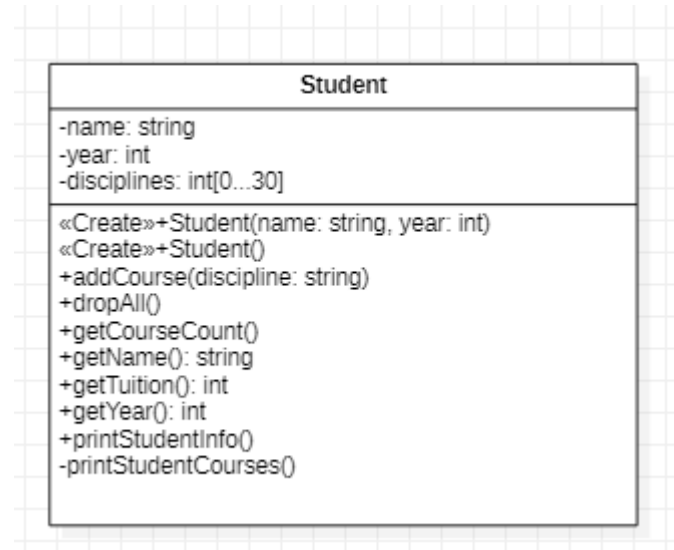 Student
-name: string
-year: int
-disciplines: int[0...30]
«Create»+Student(name: string, year: int)
«Create»+Student()
+addCourse(discipline: string)
+dropAll()
+getCourseCount()
+getName(): string
+getTuition(): int
+getYear(): int
+printStudentInfo()
-printStudentCourses()